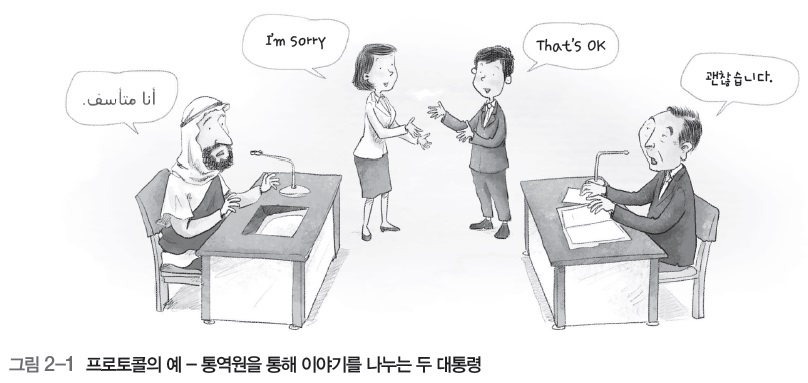 أنا متأسف.
I'm sorry
That's OK
괜찮습니다.
그림 2-1 프로토콜의 예 - 통역원을 통해 이야기를 나누는 두 대통령